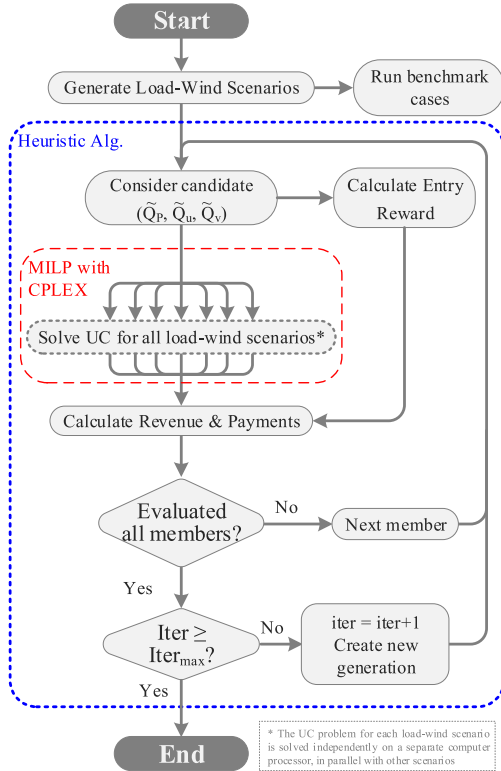 Start
Generate Load-Wind Scenarios
Run benchmark
cases
Heuristic Alg.
Consider candidate
(Q̃P, Q̃u, Q̃v)
Calculate Entry
Reward
MILP with
CPLEX
Solve UC for all load-wind scenarios*
Calculate Revenue & Payments
Evaluated
all members?
No
Next member
Yes
Iter ≥
Itermax?
No
iter = iter+1
Create new
generation
Yes
End
* The UC problem for each load-wind scenario
is solved independently on a separate computer
processor, in parallel with other scenarios